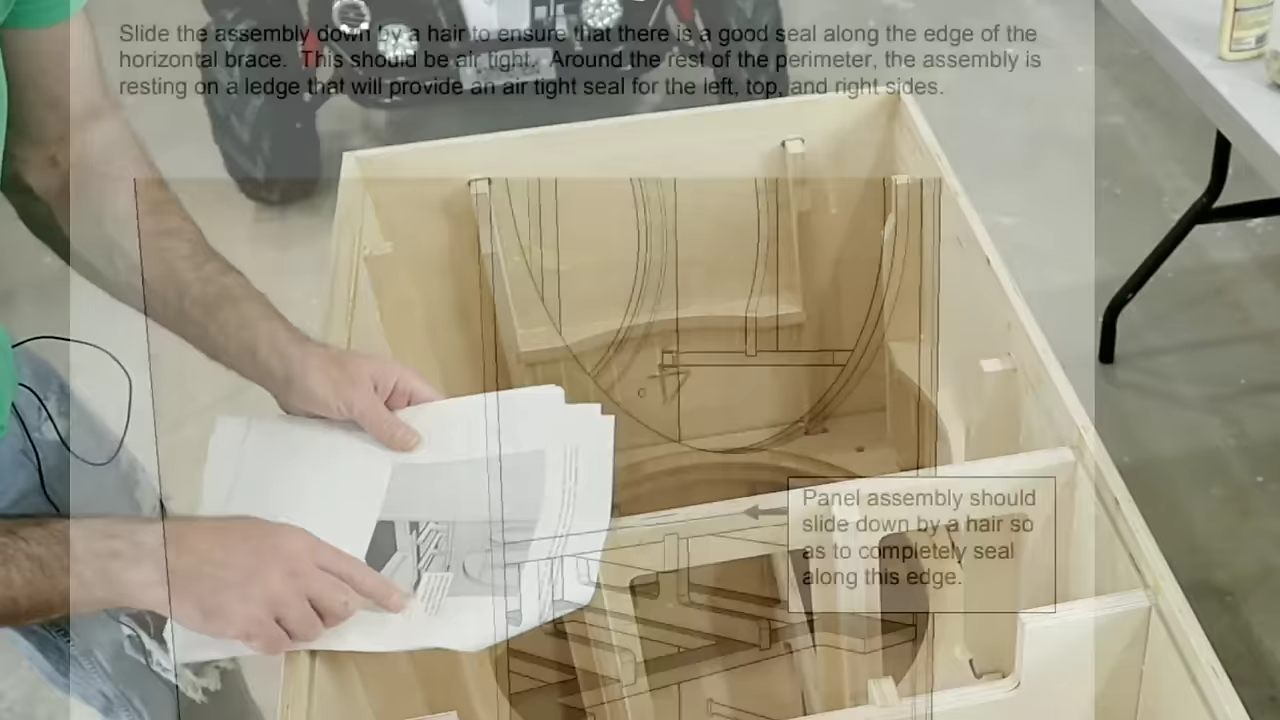 Slide the assembly down by a hair to ensure that there is a good seal along the edge of the
horizontal brace.  This should be air tight.  Around the rest of the perimeter, the assembly is
resting on a ledge that will provide an air tight seal for the left, top, and right sides.
Panel assembly should
slide down by a hair so
as to completely seal
along this edge.